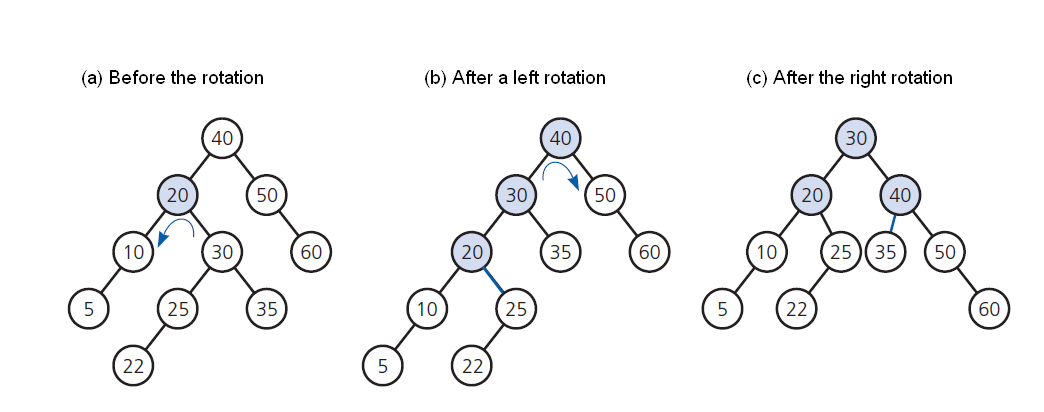 (a) Before the rotation (b) After a left rotation (c) After the right rotation
40 40 30
20 50 30 50 20 40
10 30 60 20 35 60 10 25 35 50
5 25 35 10 25 5 22 60
22 5 22